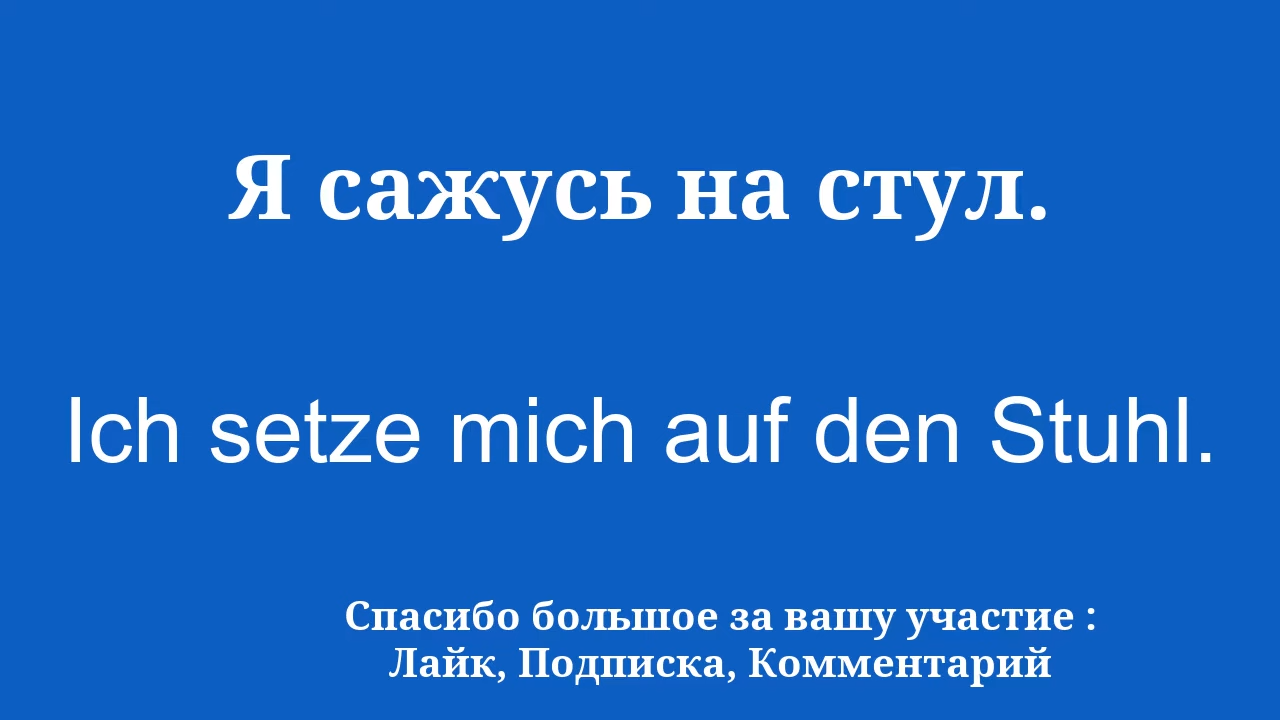 Я сажусь на стул.
Ich setze mich auf den Stuhl.
Спасибо большое за вашу участие :
Лайк, Подписка, Комментарий